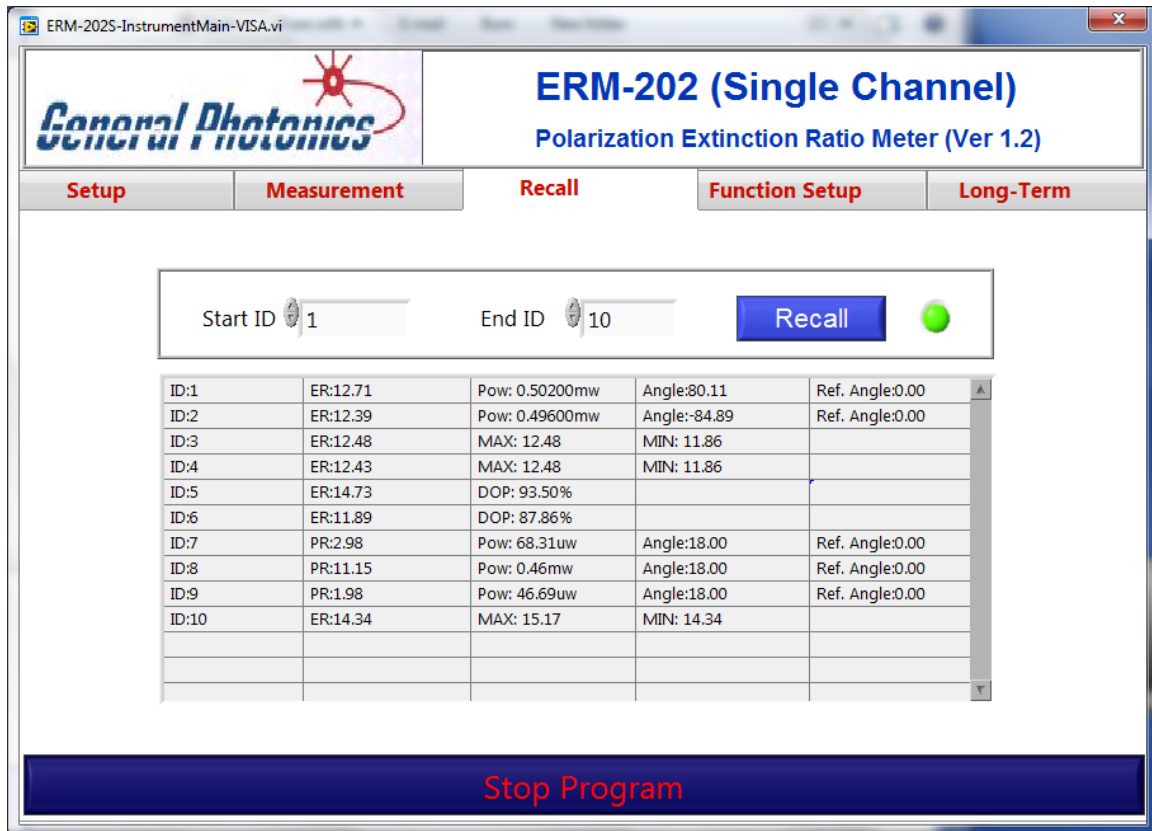 ERM-202S-InstrumentMain-VISA.vi
General Photonics
ERM-202 (Single Channel)
Polarization Extinction Ratio Meter (Ver 1.2)
Setup Measurement Recall Function Setup Long-Term
Start ID 1 End ID 10 Recall
ID:1 ER:12.71 Pow: 0.50200mw Angle:80.11 Ref. Angle:0.00
ID:2 ER:12.39 Pow: 0.49600mw Angle:-84.89 Ref. Angle:0.00
ID:3 ER:12.48 MAX: 12.48 MIN: 11.86
ID:4 ER:12.43 MAX: 12.48 MIN: 11.86
ID:5 ER:14.73 DOP: 93.50%
ID:6 ER:11.89 DOP: 87.86%
ID:7 PR:2.98 Pow: 68.31uw Angle:18.00 Ref. Angle:0.00
ID:8 PR:11.15 Pow: 0.46mw Angle:18.00 Ref. Angle:0.00
ID:9 PR:1.98 Pow: 46.69uw Angle:18.00 Ref. Angle:0.00
ID:10 ER:14.34 MAX: 15.17 MIN: 14.34
Stop Program